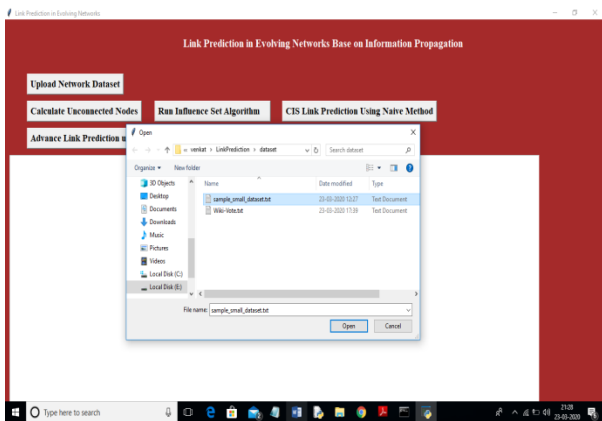 Link Prediction in Evolving Networks
Link Prediction in Evolving Networks Base on Information Propagation
Upload Network Dataset
Calculate Unconnected Nodes
Run Influence Set Algorithm
CIS Link Prediction Using Naive Method
Advance Link Prediction u
Open
« venkat > LinkPrediction > dataset
Search dataset
Organize
New folder
3D Objects
Desktop
Documents
Downloads
Music
Pictures
Videos
Local Disk (C:)
Local Disk (E:)
Name
Date modified
Type
sample_small_dataset.txt
23-03-2020 13:27
Text Document
Wiki-Vote.txt
23-03-2020 17:39
Text Document
File name:
sample_small_dataset.txt
Open
Cancel
Type here to search
21:28
23-03-2020